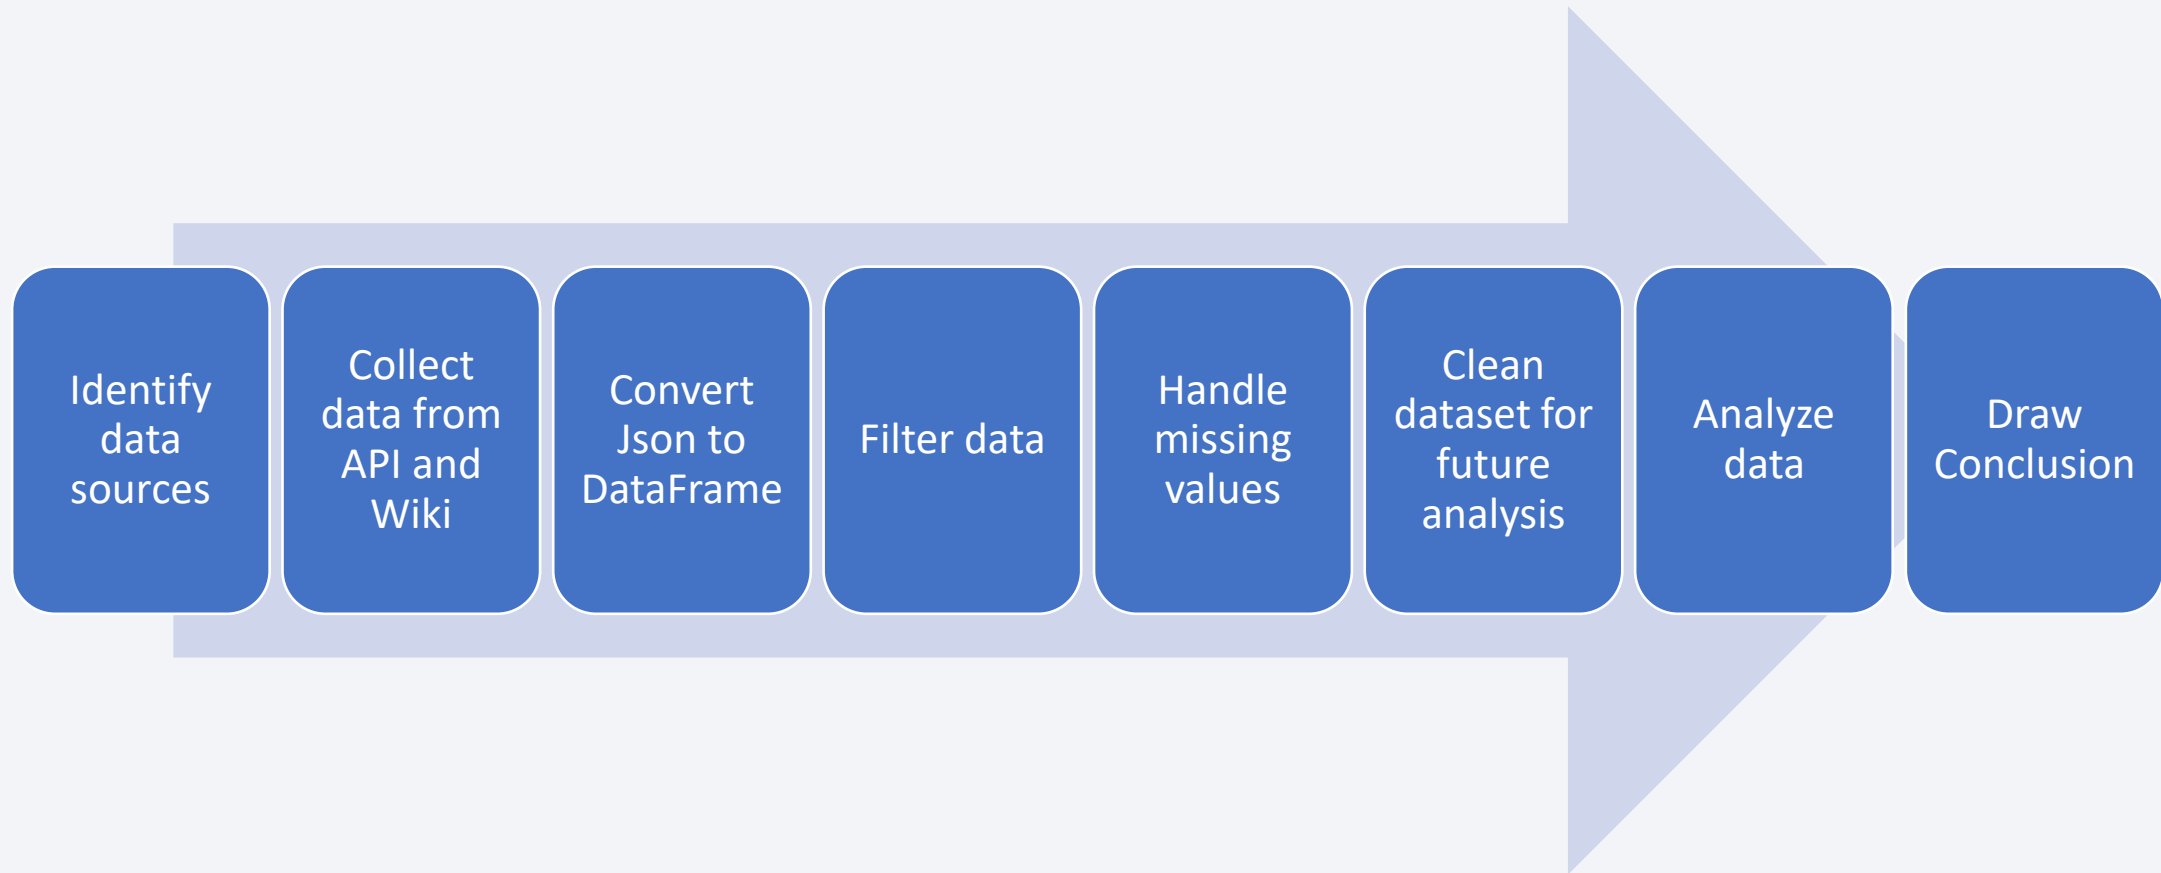 Identify
data
sources
Collect
data from
API and
Wiki
Convert
Json to
DataFrame
Filter data
Handle
missing
values
Clean
dataset for
future
analysis
Analyze
data
Draw
Conclusion